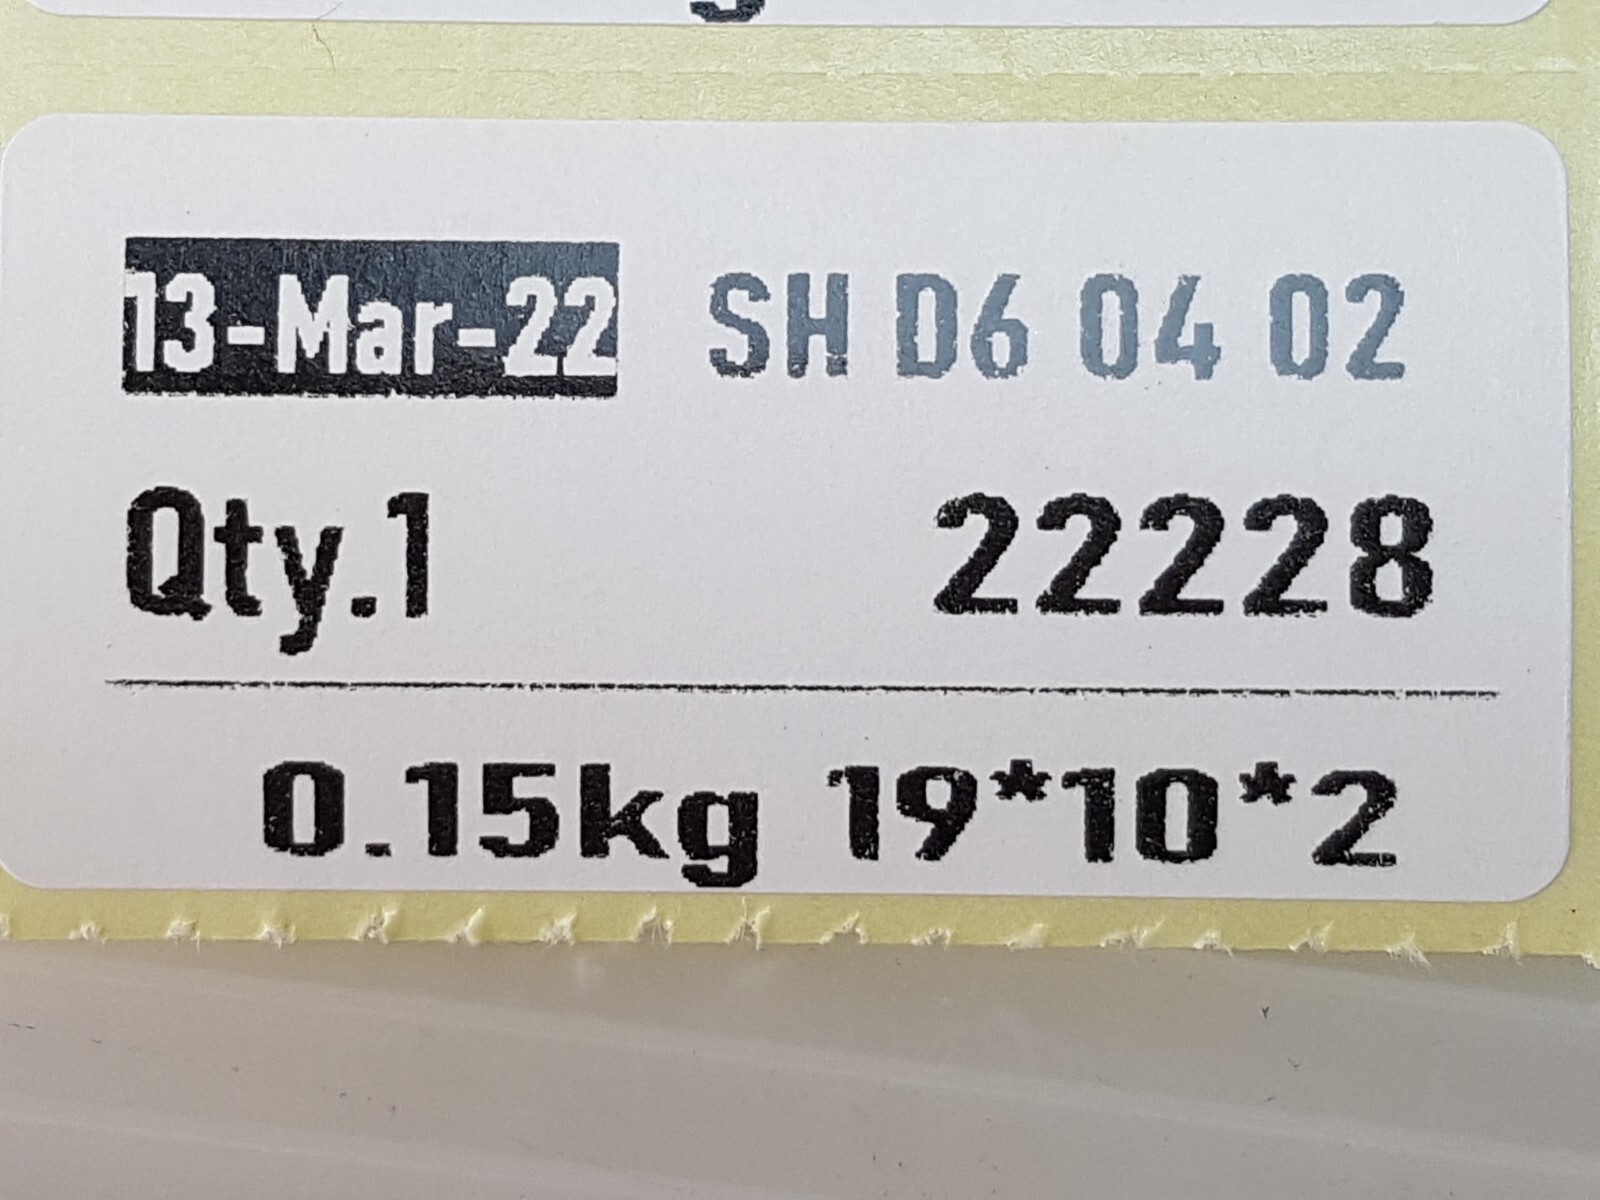 13-Mar-22 SH D6 04 02
Qty.1 22228
0.15kg 19*10*2